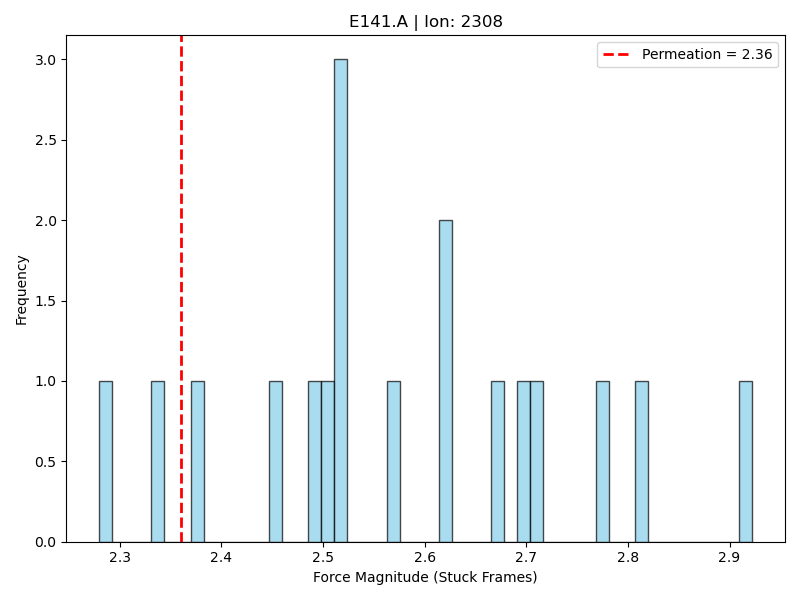 E141.A | Ion: 2308
Permeation = 2.36
3.0
2.5
2.0
1.5
1.0
0.5
0.0
Frequency
2.3 2.4 2.5 2.6 2.7 2.8 2.9
Force Magnitude (Stuck Frames)